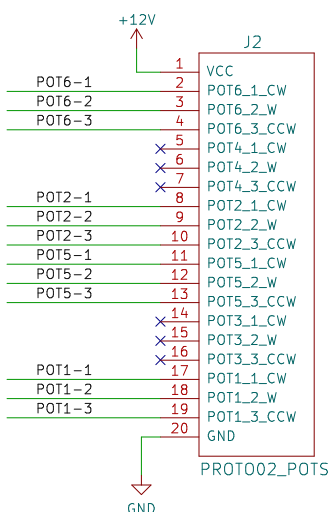 +12V
J2
1 VCC
POT6-1 2 POT6_1_CW
POT6-2 3 POT6_2_W
POT6-3 4 POT6_3_CCW
5 POT4_1_CW
6 POT4_2_W
7 POT4_3_CCW
POT2-1 8 POT2_1_CW
POT2-2 9 POT2_2_W
POT2-3 10 POT2_3_CCW
POT5-1 11 POT5_1_CW
POT5-2 12 POT5_2_W
POT5-3 13 POT5_3_CCW
14 POT3_1_CW
15 POT3_2_W
16 POT3_3_CCW
POT1-1 17 POT1_1_CW
POT1-2 18 POT1_2_W
POT1-3 19 POT1_3_CCW
20 GND
PROTO02_POTS
GND